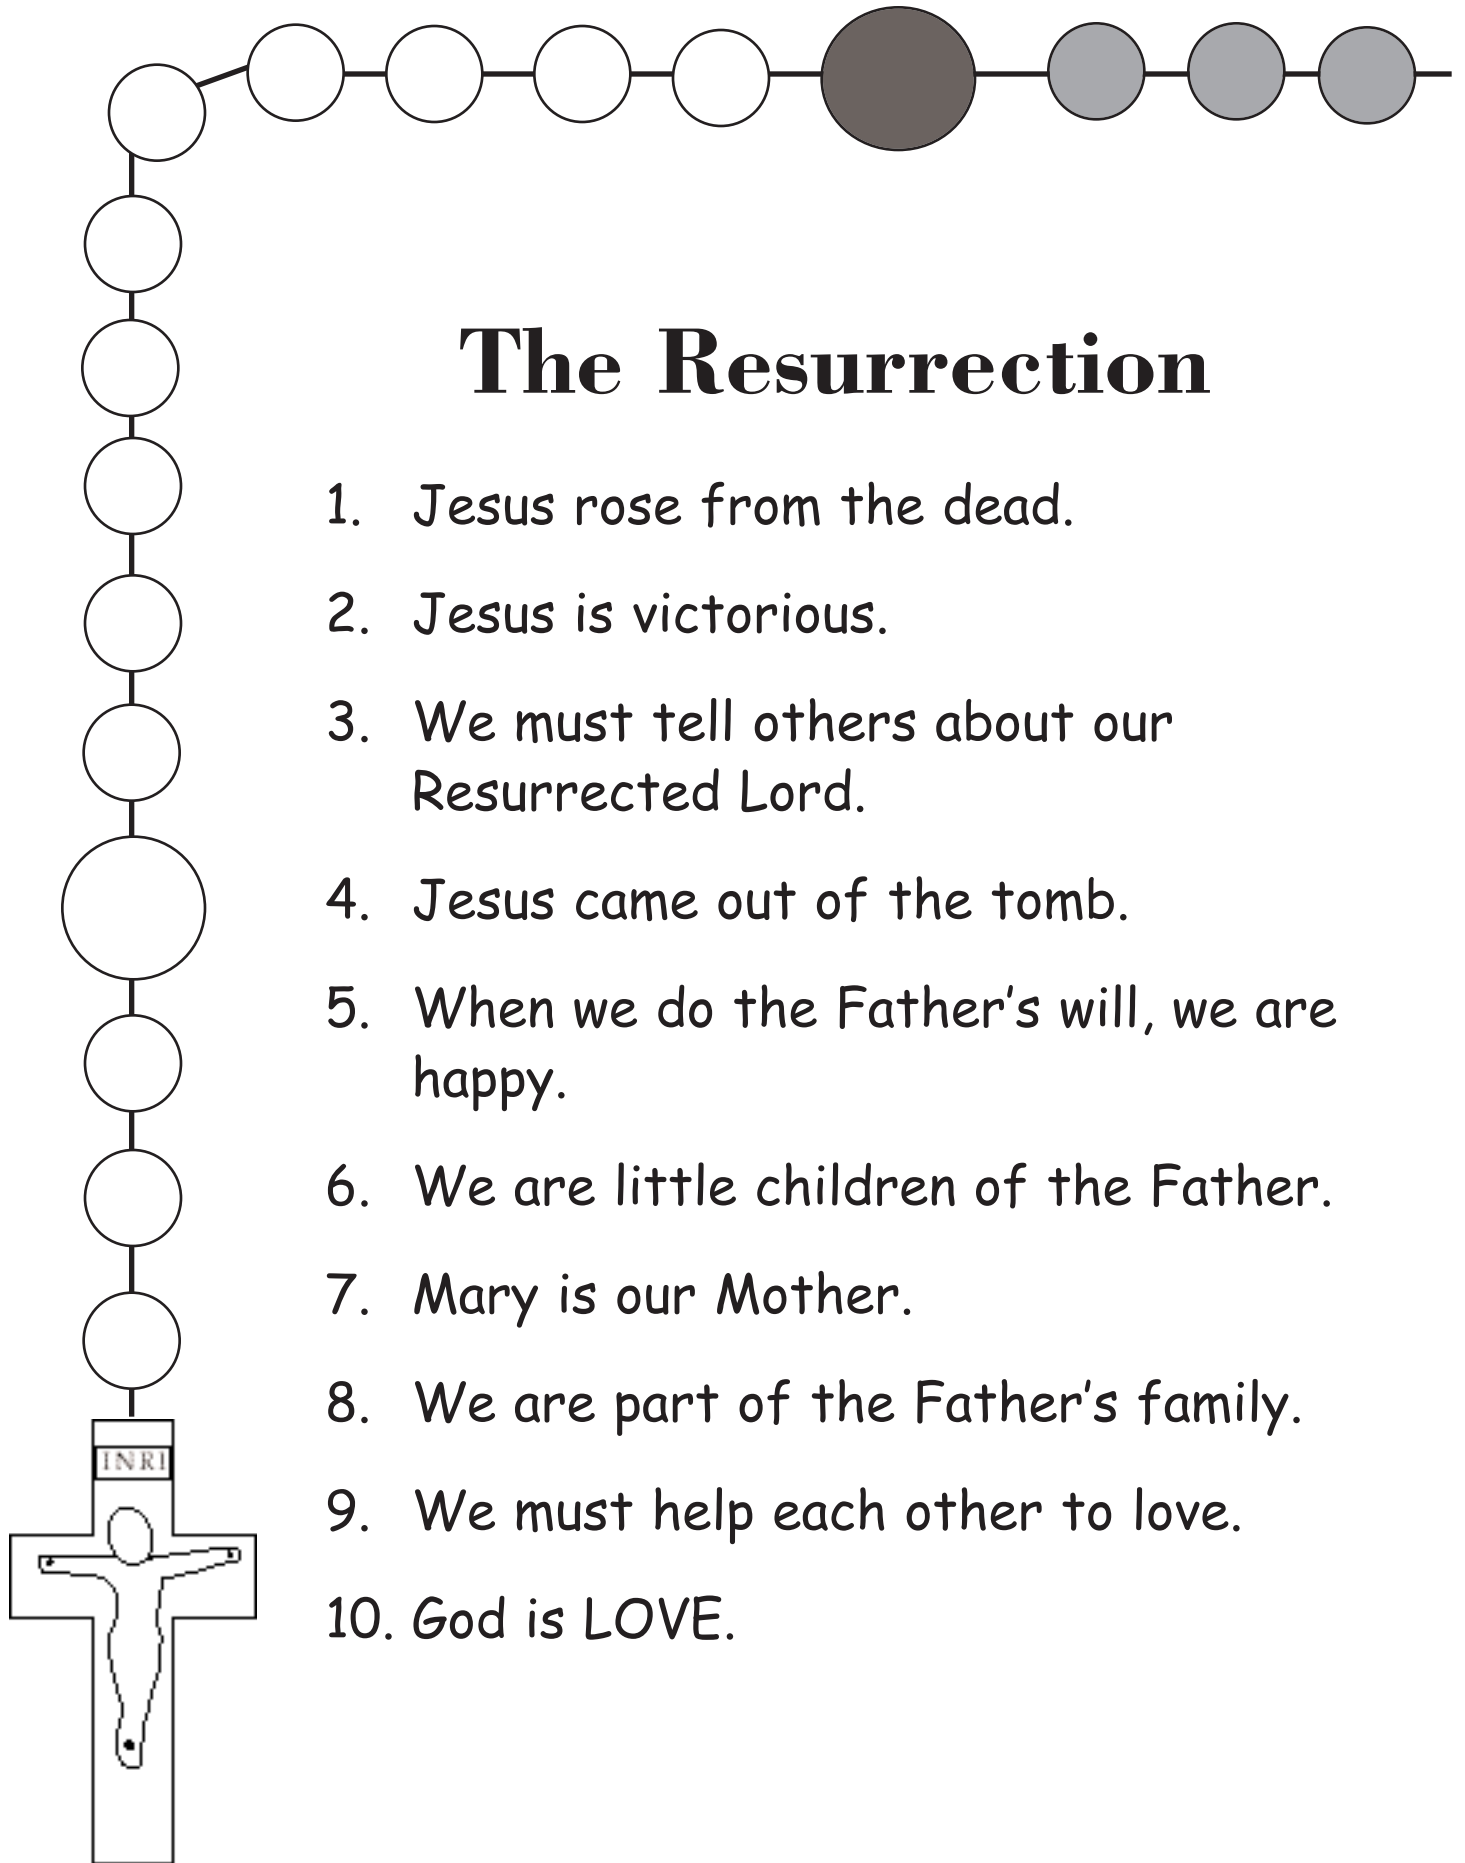 The Resurrection
1. Jesus rose from the dead.
2. Jesus is victorious.
3. We must tell others about our
Resurrected Lord.
4. Jesus came out of the tomb.
5. When we do the Father's will, we are
happy.
6. We are little children of the Father.
7. Mary is our Mother.
8. We are part of the Father's family.
INRI
9. We must help each other to love.
10. God is LOVE.